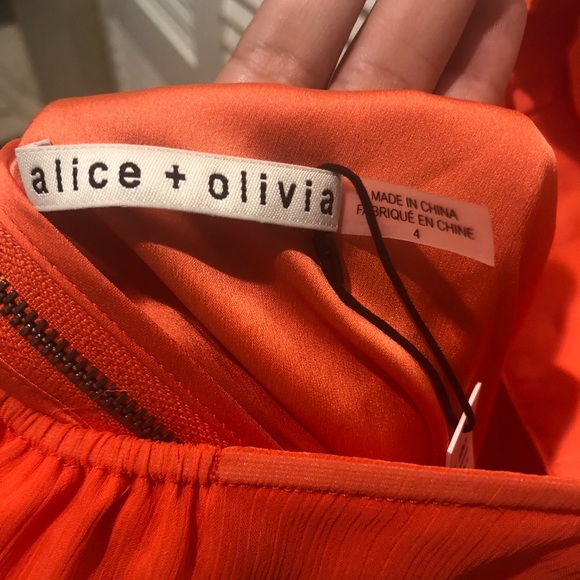 alice + olivia
MADE IN CHINA
FABRIQUÉ EN CHINE
4